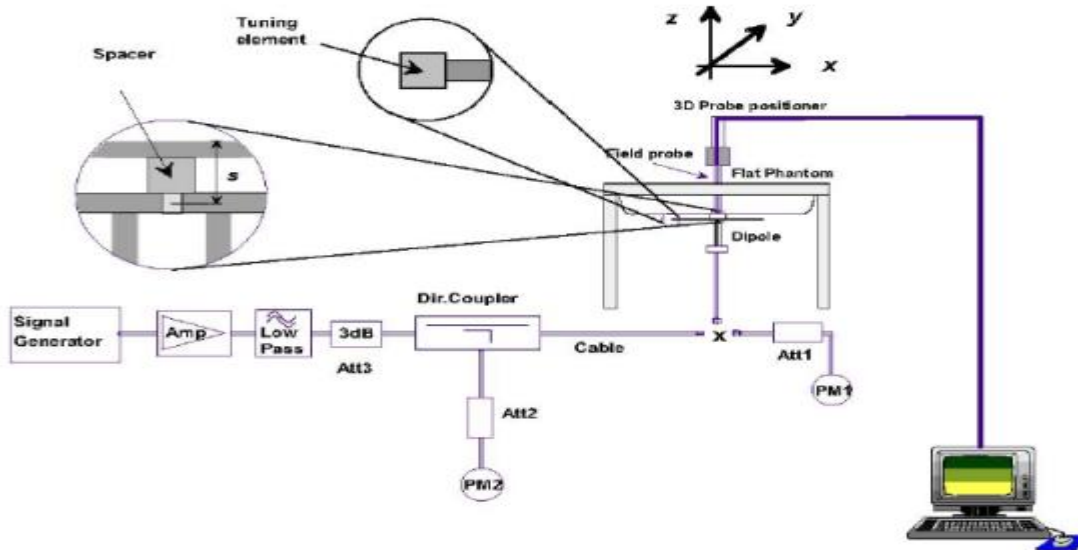 Tuning
element
Spacer
s
z
y
x
3D Probe positioner
Field probe
Flat Phantom
Dipole
Dir.Coupler
Signal
Generator
Amp
Low
Pass
3dB
Att3
Cable
x
Att1
PM1
Att2
PM2